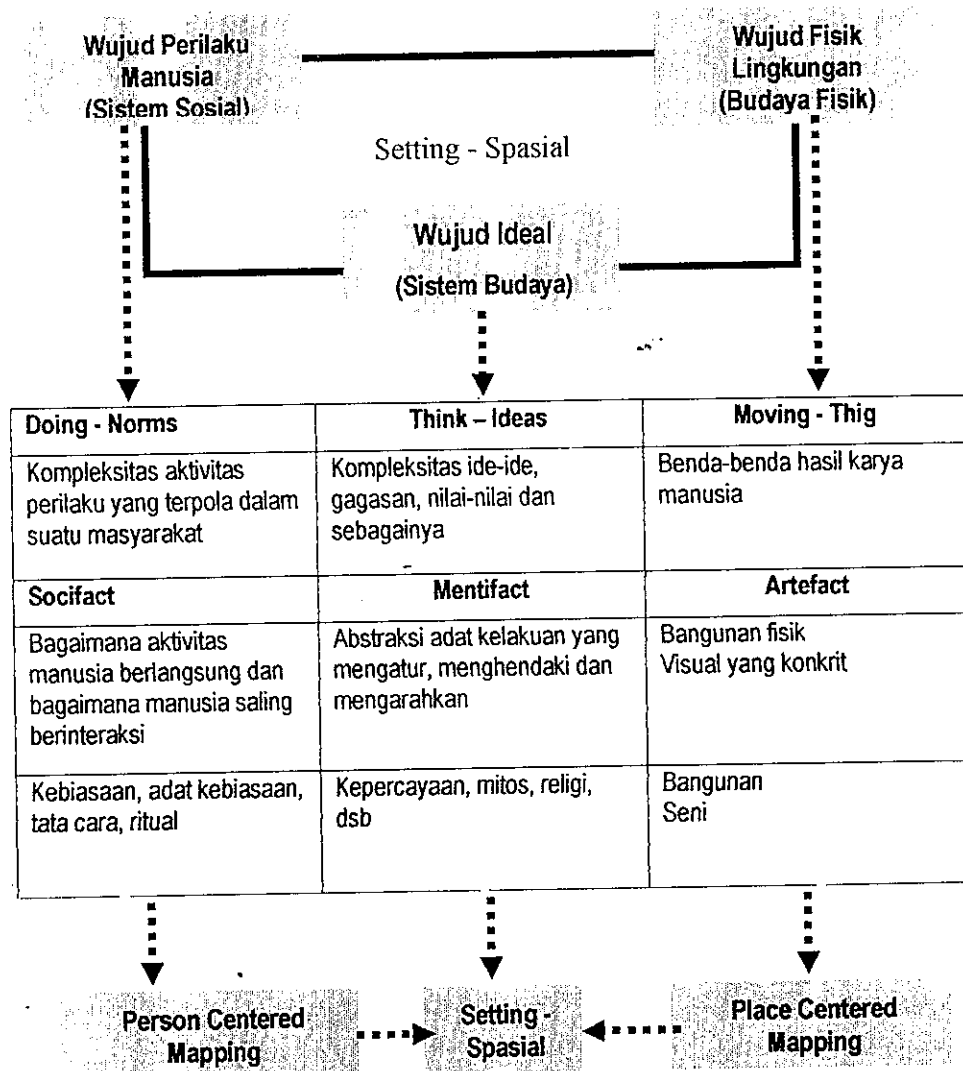 Wujud Perilaku
Manusia
(Sistem Sosial)
Wujud Fisik
Lingkungan
(Budaya Fisik)
Setting - Spasial
Wujud Ideal
(Sistem Budaya)
Doing - Norms
Think – Ideas
Moving - Thig
Kompleksitas aktivitas
perilaku yang terpola dalam
suatu masyarakat
Kompleksitas ide-ide,
gagasan, nilai-nilai dan
sebagainya
Benda-benda hasil karya
manusia
Socifact
Mentifact
Artefact
Bagaimana aktivitas
manusia berlangsung dan
bagaimana manusia saling
berinteraksi
Abstraksi adat kelakuan yang
mengatur, menghendaki dan
mengarahkan
Bangunan fisik
Visual yang konkrit
Kebiasaan, adat kebiasaan,
tata cara, ritual
Kepercayaan, mitos, religi,
dsb
Bangunan
Seni
Person Centered
Mapping
Setting -
Spasial
Place Centered
Mapping